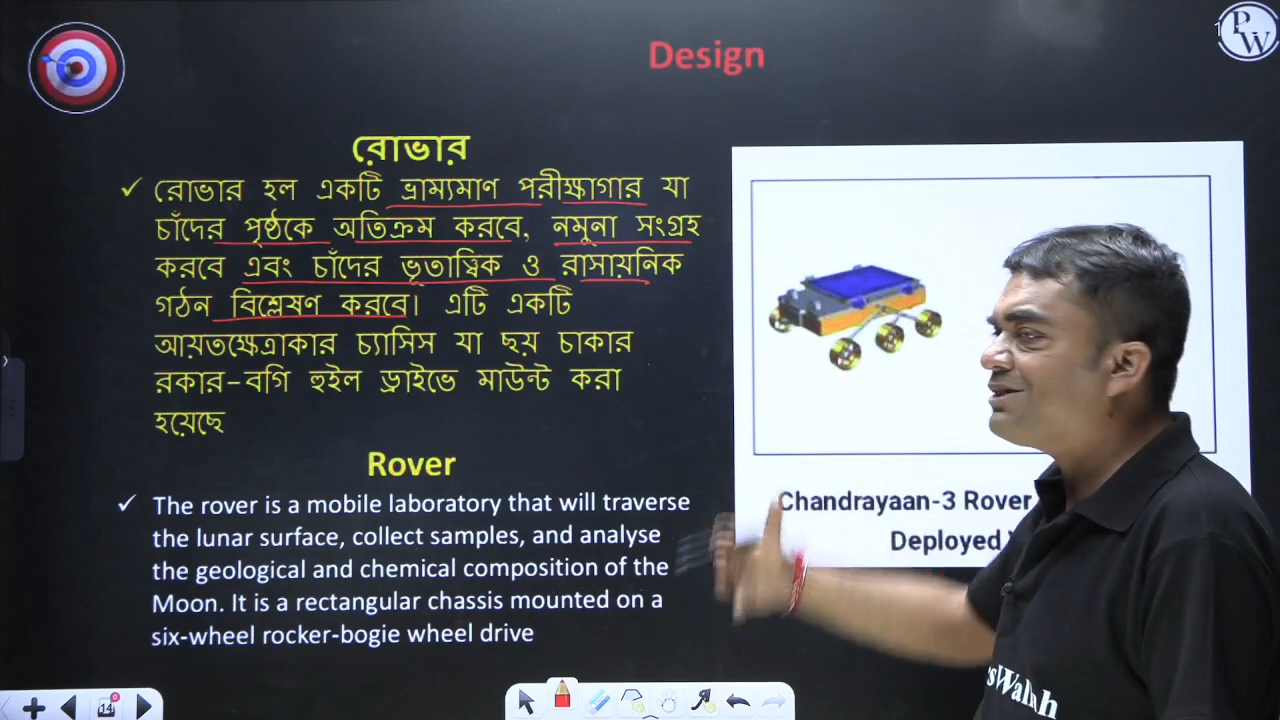 Design
PW
রোভার
রোভার হল একটি ভ্রাম্যমাণ পরীক্ষাগার যা
চাঁদের পৃষ্ঠকে অতিক্রম করবে, নমুনা সংগ্রহ
করবে এবং চাঁদের ভূতাত্ত্বিক ও রাসায়নিক
গঠন বিশ্লেষণ করবে। এটি একটি
আয়তক্ষেত্রাকার চ্যাসিস যা ছয় চাকার
রকার-বগি হুইল ড্রাইভে মাউন্ট করা
হয়েছে
Rover
The rover is a mobile laboratory that will traverse
the lunar surface, collect samples, and analyse
the geological and chemical composition of the
Moon. It is a rectangular chassis mounted on a
six-wheel rocker-bogie wheel drive
Chandrayaan-3 Rover
Deployed
14
0